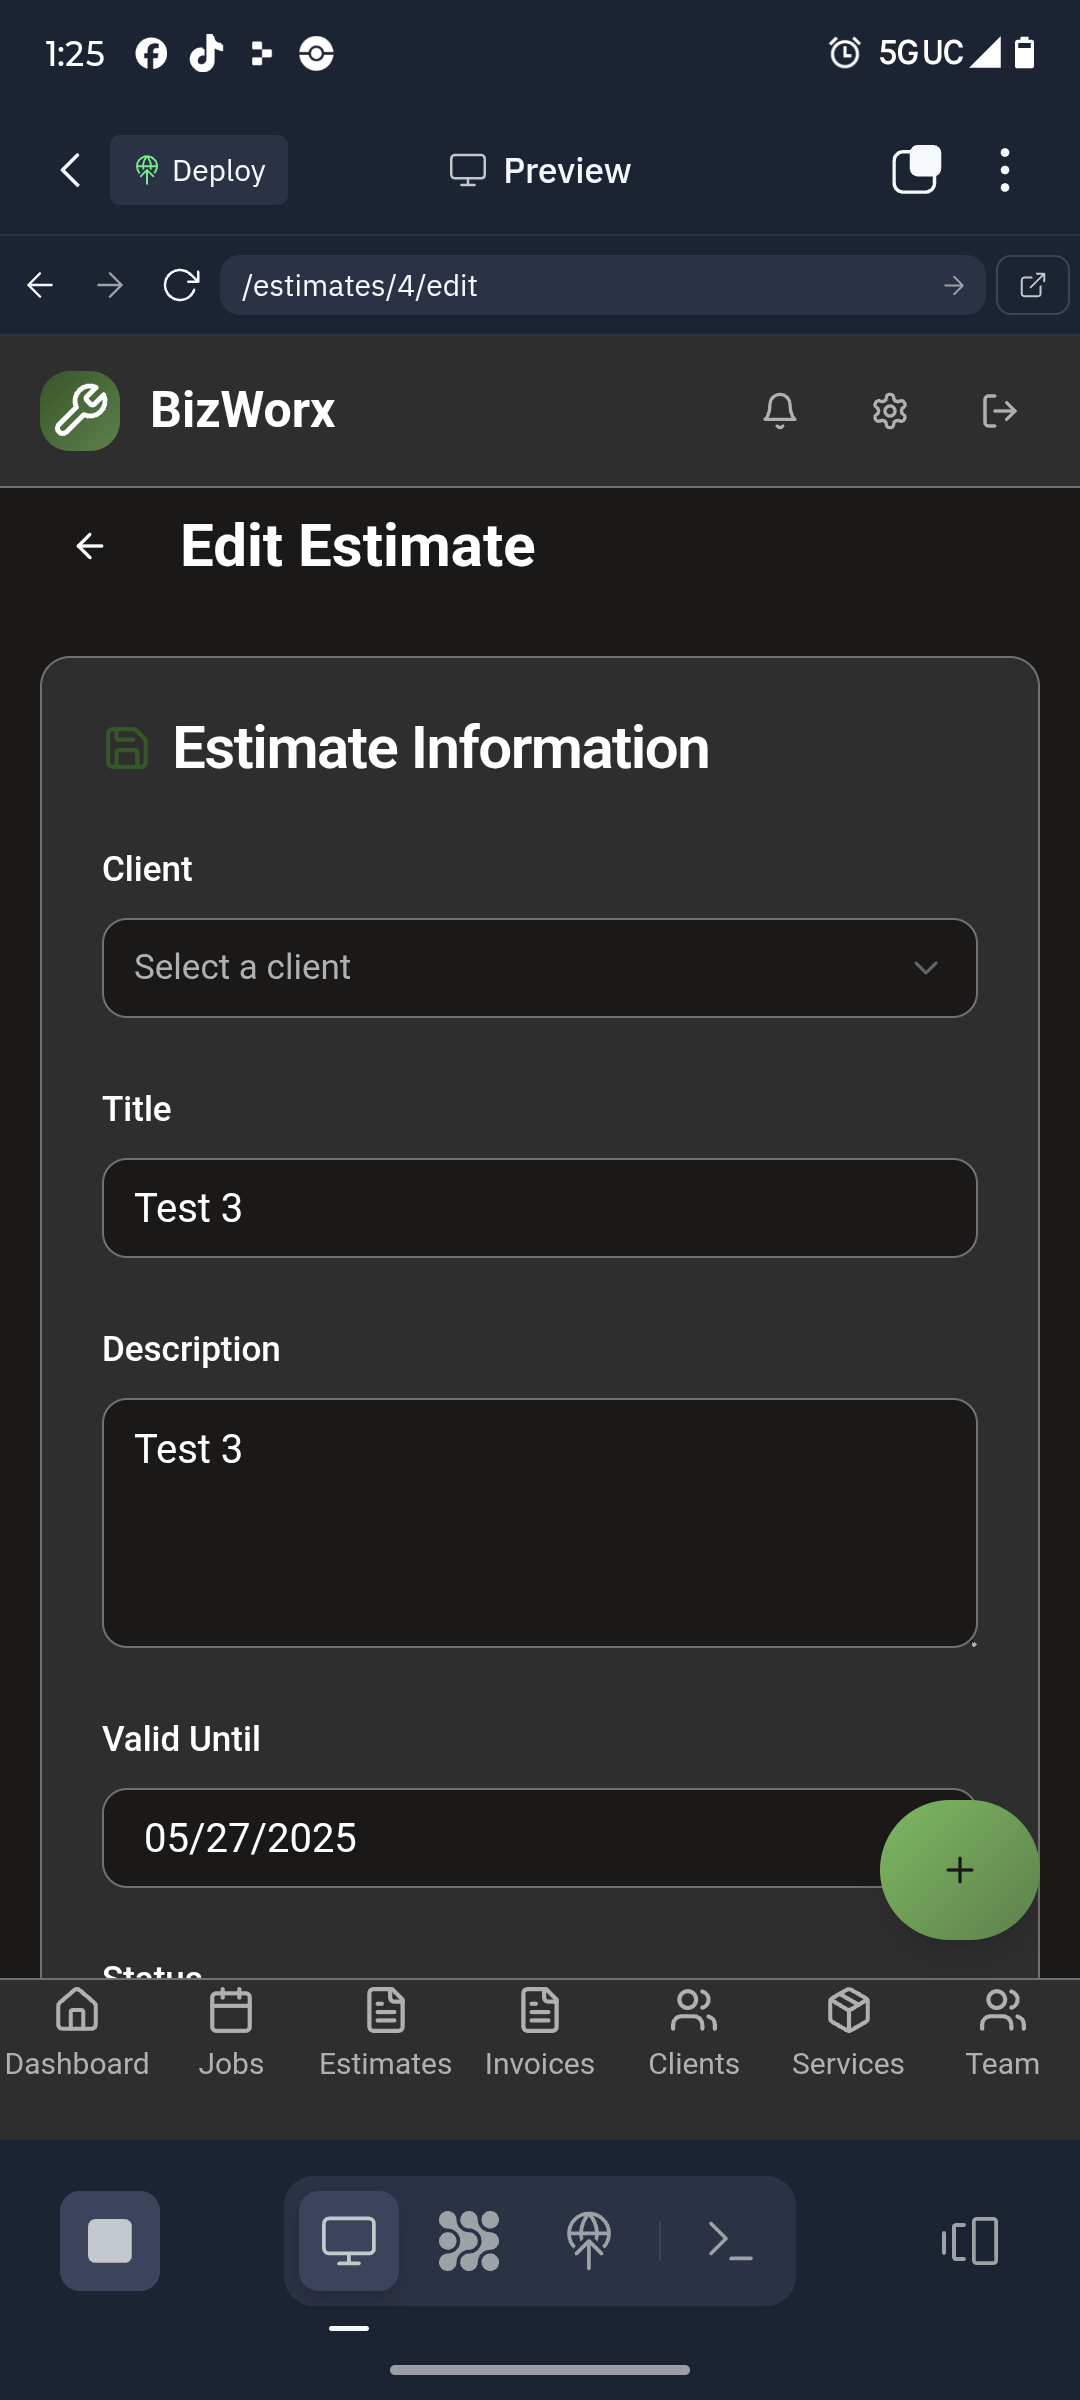 1:25
5G UC
Deploy
Preview
/estimates/4/edit
BizWorx
Edit Estimate
Estimate Information
Client
Select a client
Title
Test 3
Description
Test 3
Valid Until
05/27/2025
Status
Dashboard Jobs Estimates Invoices Clients Services Team